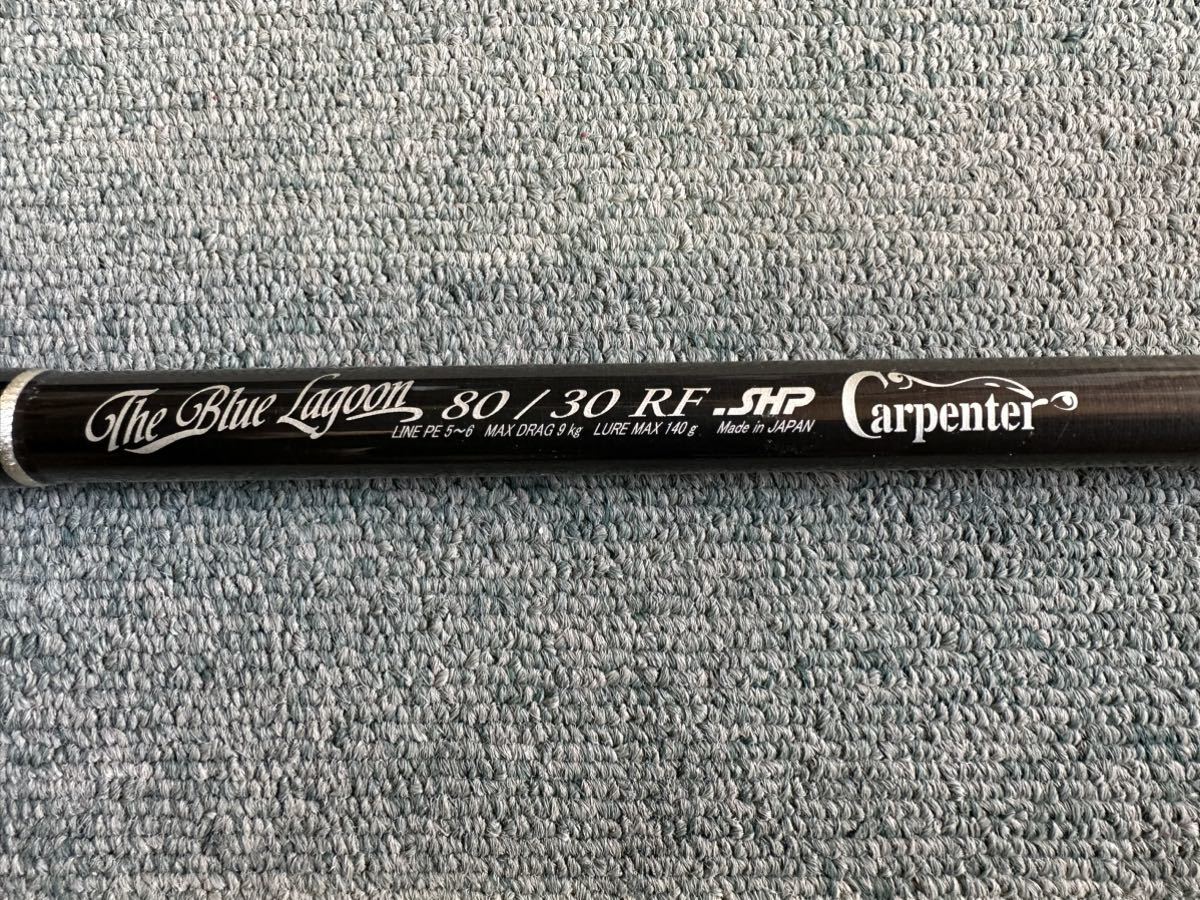 The Blue Lagoon 80 / 30 RF .SHP Carpenter
LINE PE 5~6 MAX DRAG 9 kg LURE MAX 140 g Made in JAPAN